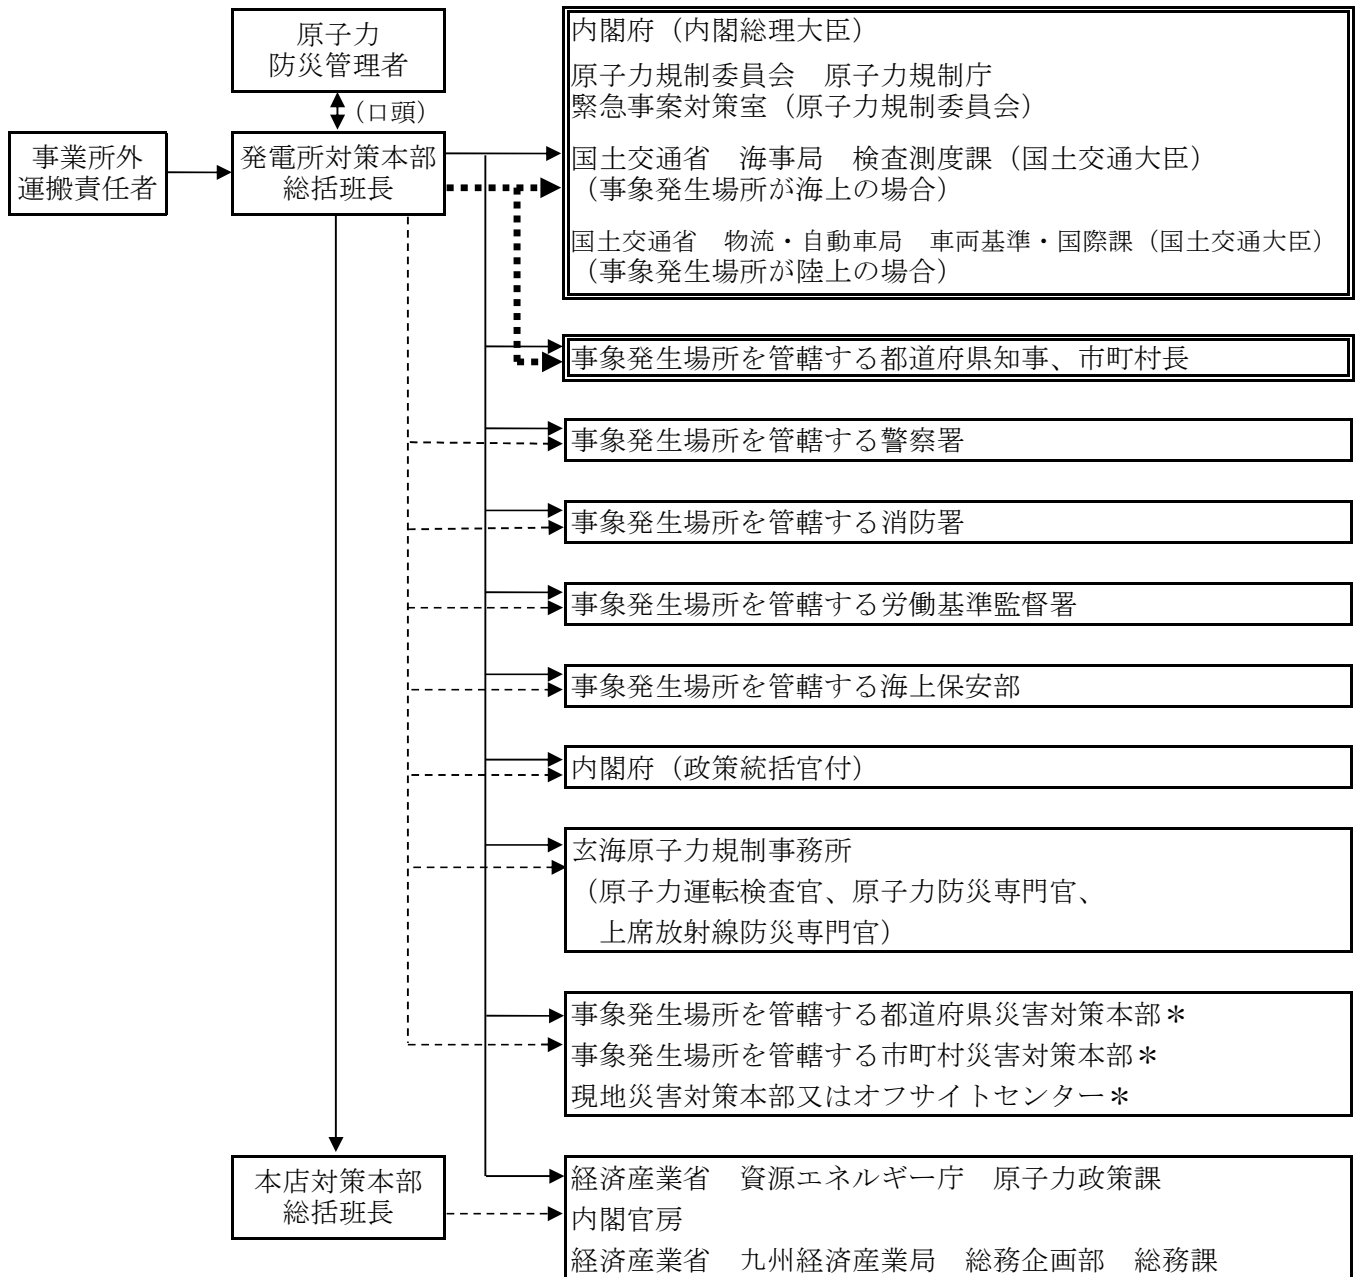 原子力
防災管理者
（口頭）
事業所外
運搬責任者
発電所対策本部
総括班長
内閣府（内閣総理大臣）
原子力規制委員会　原子力規制庁
緊急事案対策室（原子力規制委員会）
国土交通省　海事局　検査測度課（国土交通大臣）
（事象発生場所が海上の場合）
国土交通省　物流・自動車局　車両基準・国際課（国土交通大臣）
（事象発生場所が陸上の場合）
事象発生場所を管轄する都道府県知事、市町村長
事象発生場所を管轄する警察署
事象発生場所を管轄する消防署
事象発生場所を管轄する労働基準監督署
事象発生場所を管轄する海上保安部
内閣府（政策統括官付）
玄海原子力規制事務所
（原子力運転検査官、原子力防災専門官、
上席放射線防災専門官）
事象発生場所を管轄する都道府県災害対策本部＊
事象発生場所を管轄する市町村災害対策本部＊
現地災害対策本部又はオフサイトセンター＊
本店対策本部
総括班長
経済産業省　資源エネルギー庁　原子力政策課
内閣官房
経済産業省　九州経済産業局　総務企画部　総務課